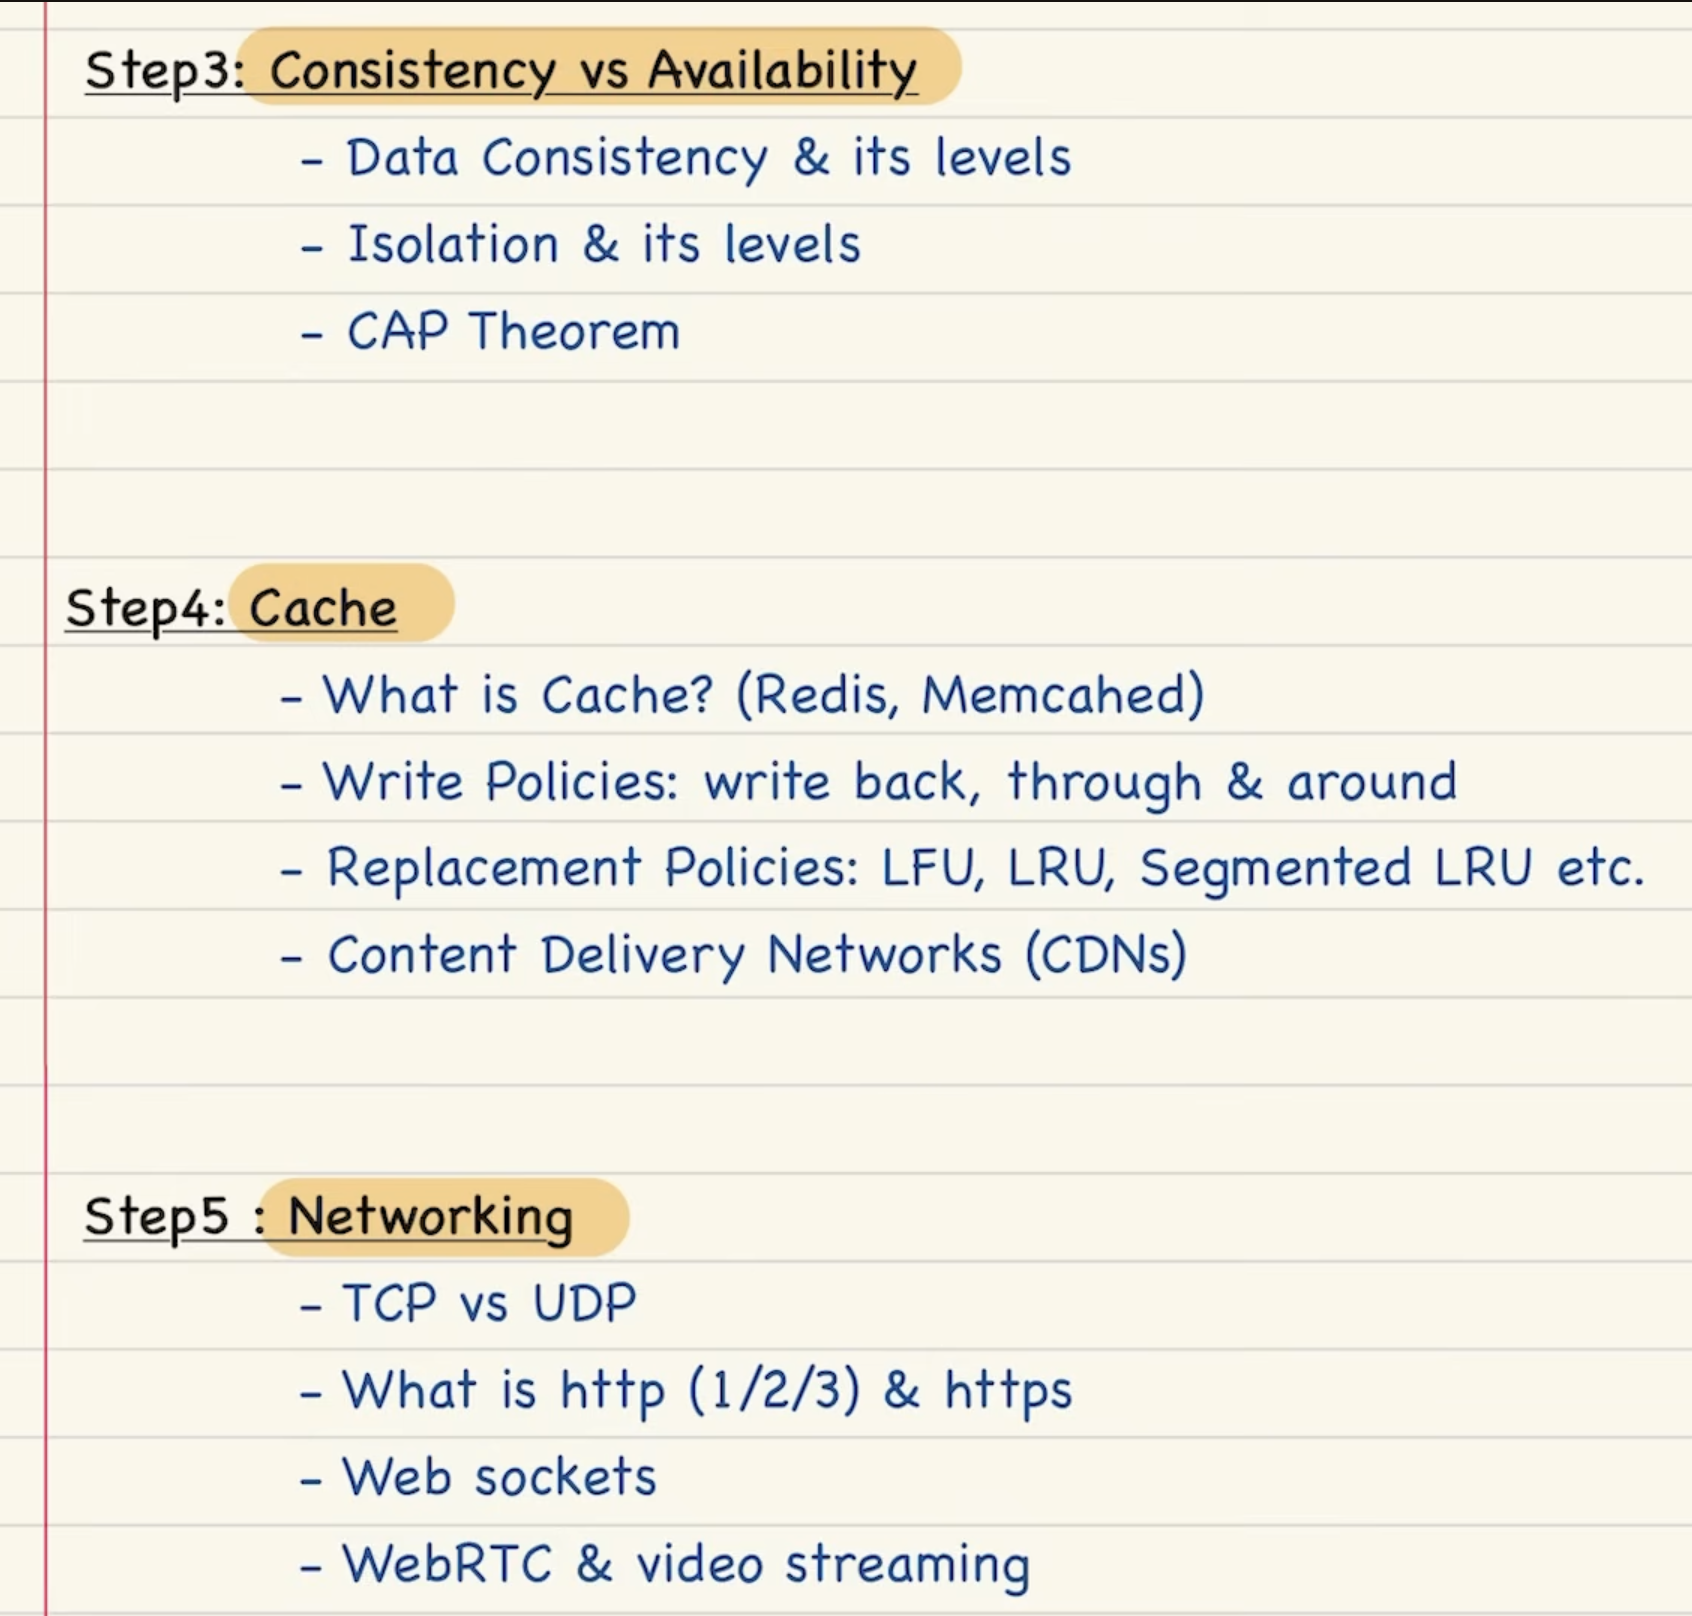 Step3: Consistency vs Availability
- Data Consistency & its levels
- Isolation & its levels
- CAP Theorem
Step4: Cache
- What is Cache? (Redis, Memcahed)
- Write Policies: write back, through & around
- Replacement Policies: LFU, LRU, Segmented LRU etc.
- Content Delivery Networks (CDNs)
Step5 : Networking
- TCP vs UDP
- What is http (1/2/3) & https
- Web sockets
- WebRTC & video streaming